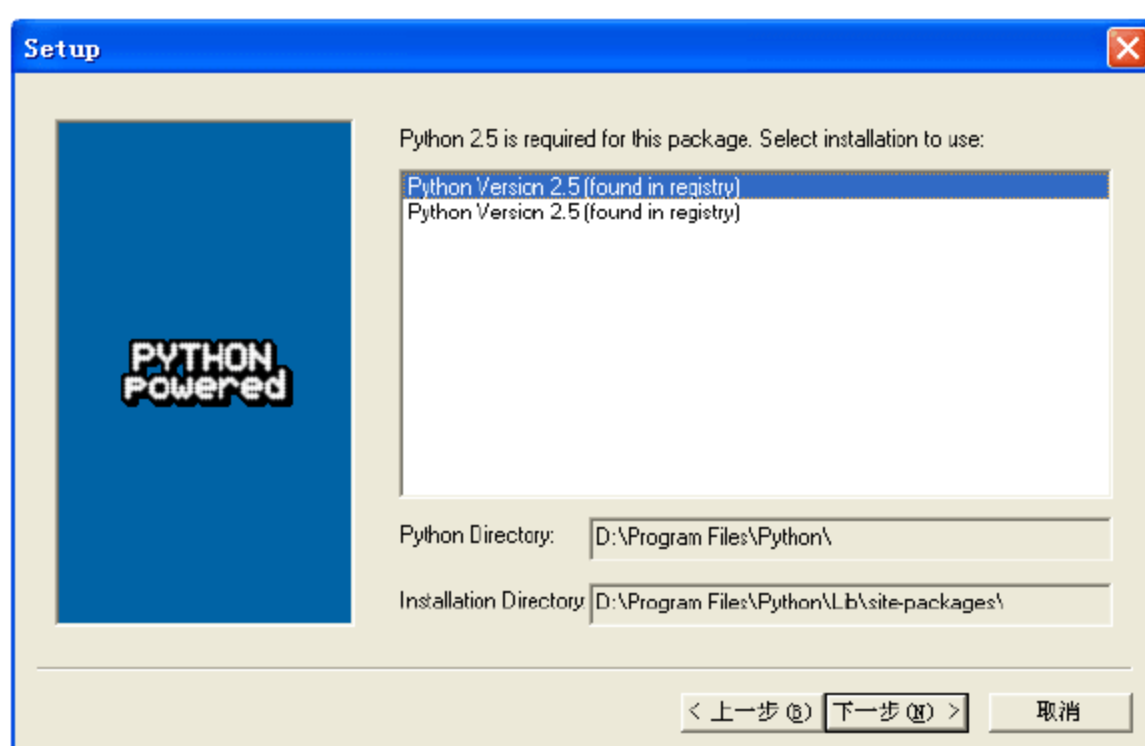 Setup
Python 2.5 is required for this package. Select installation to use:
Python Version 2.5 (found in registry)
Python Version 2.5 (found in registry)
PYTHON
powered
Python Directory: D:\Program Files\Python\
Installation Directory: D:\Program Files\Python\Lib\site-packages\
< 上一步(B) 下一步(N) > 取消